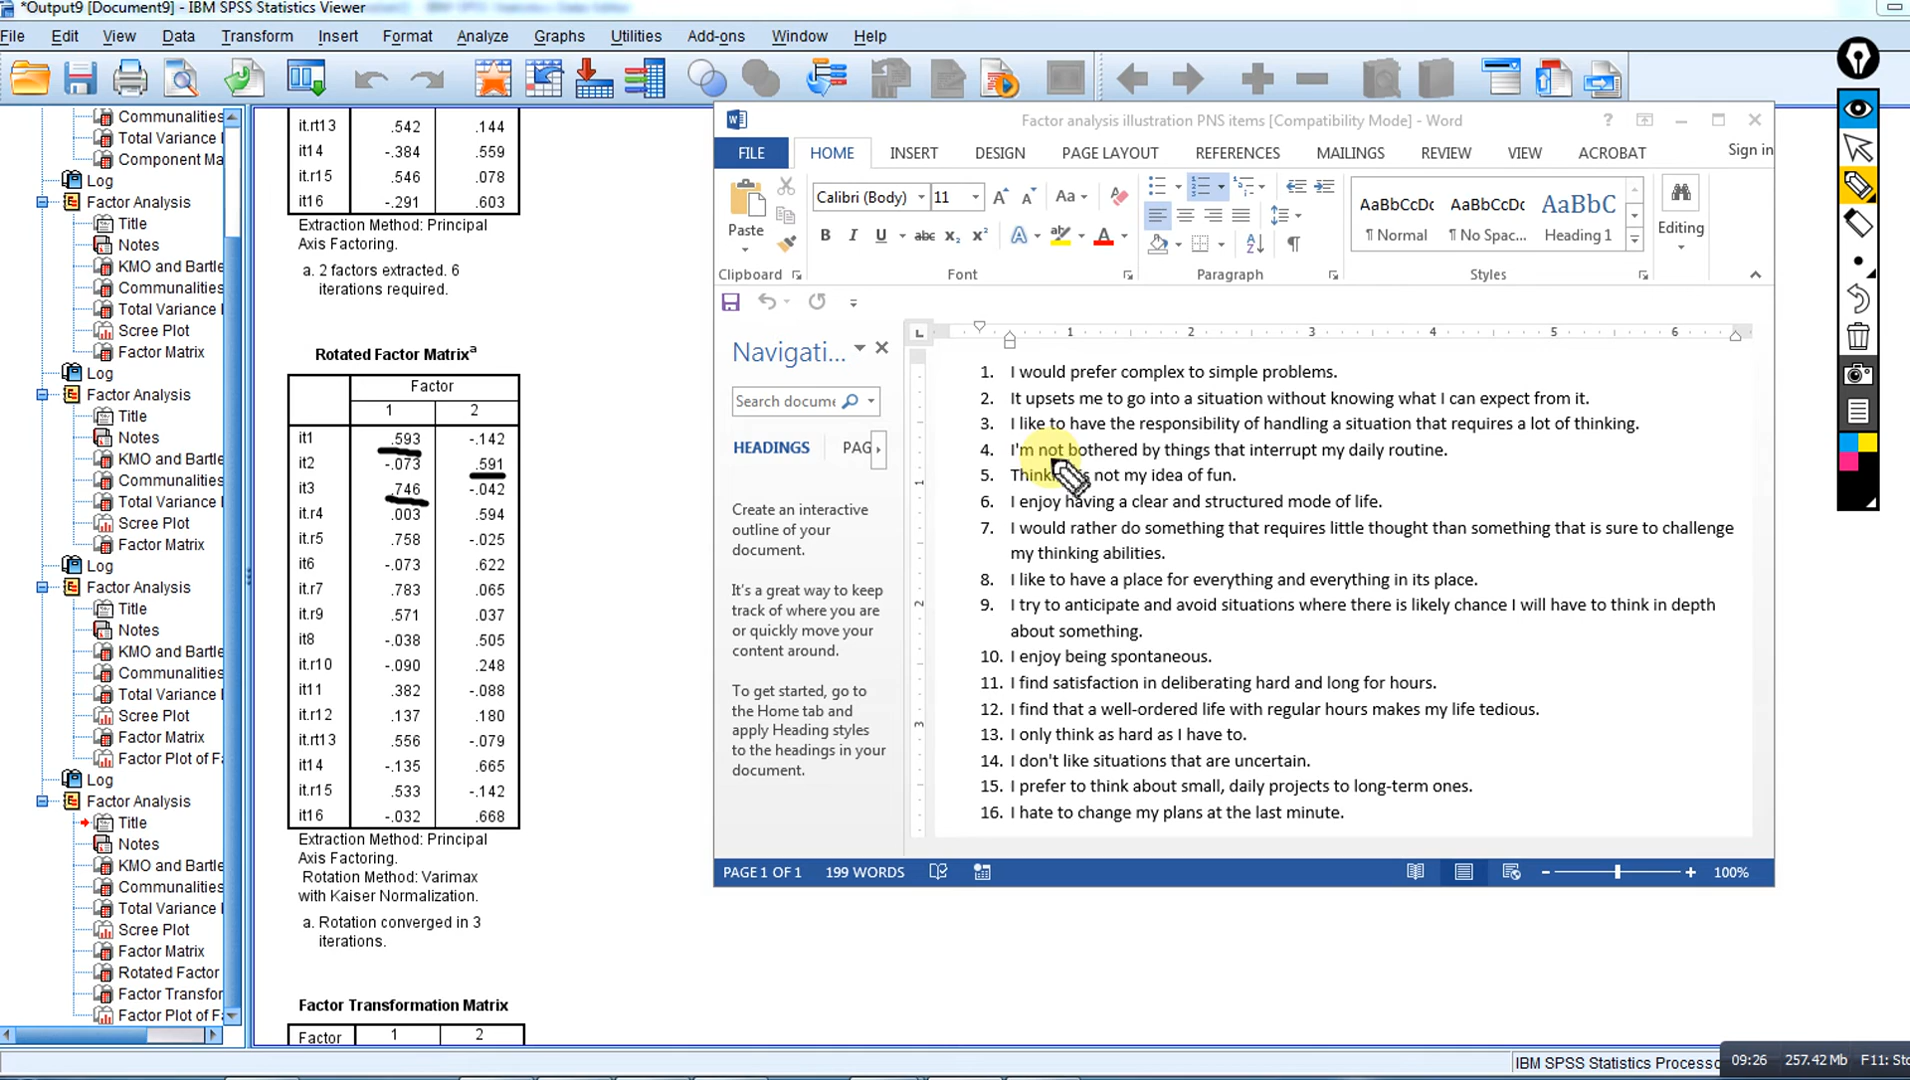 *Output9 [Document9] - IBM SPSS Statistics Viewer
File Edit View Data Transform Insert Format Analyze Graphs Utilities Add-ons Window Help
Communalities
Total Variance
Component Ma
Log
Factor Analysis
Title
Notes
KMO and Bartle
Communalities
Total Variance
Scree Plot
Factor Matrix
Log
Factor Analysis
Title
Notes
KMO and Bartle
Communalities
Total Variance
Scree Plot
Factor Matrix
Log
Factor Analysis
Title
Notes
KMO and Bartle
Communalities
Total Variance
Scree Plot
Factor Matrix
Factor Plot of F
Log
Factor Analysis
Title
Notes
KMO and Bartle
Communalities
Total Variance
Scree Plot
Factor Matrix
Rotated Factor
Factor Transfor
Factor Plot of F
it.rt13 .542 .144
it14 -.384 .559
it.r15 .546 .078
it16 -.291 .603
Extraction Method: Principal
Axis Factoring.
a. 2 factors extracted. 6
iterations required.
Rotated Factor Matrixa
Factor
1 2
it1 .593 -.142
it2 -.073 .591
it3 .746 -.042
it.r4 .003 .594
it.r5 .758 -.025
it6 -.073 .622
it.r7 .783 .065
it.r9 .571 .037
it8 -.038 .505
it.r10 -.090 .248
it11 .382 -.088
it.r12 .137 .180
it.rt13 .556 -.079
it14 -.135 .665
it.r15 .533 -.142
it16 -.032 .668
Extraction Method: Principal
Axis Factoring.
Rotation Method: Varimax
with Kaiser Normalization.
a. Rotation converged in 3
iterations.
Factor Transformation Matrix
Factor 1 2
Factor analysis illustration PNS items [Compatibility Mode] - Word
FILE HOME INSERT DESIGN PAGE LAYOUT REFERENCES MAILINGS REVIEW VIEW ACROBAT Sign in
Calibri (Body) 11
Paste
Clipboard Font Paragraph Styles
AaBbCcDc AaBbCcDc AaBbC
¶ Normal ¶ No Spac... Heading 1
Editing
Navigati...
Search docume
HEADINGS PAG
Create an interactive
outline of your
document.
It's a great way to keep
track of where you are
or quickly move your
content around.
To get started, go to
the Home tab and
apply Heading styles
to the headings in your
document.
1 2 3 4 5 6
1. I would prefer complex to simple problems.
2. It upsets me to go into a situation without knowing what I can expect from it.
3. I like to have the responsibility of handling a situation that requires a lot of thinking.
4. I'm not bothered by things that interrupt my daily routine.
5. not my idea of fun.
6. I enjoy having a clear and structured mode of life.
7. I would rather do something that requires little thought than something that is sure to challenge
my thinking abilities.
8. I like to have a place for everything and everything in its place.
9. I try to anticipate and avoid situations where there is likely chance I will have to think in depth
about something.
10. I enjoy being spontaneous.
11. I find satisfaction in deliberating hard and long for hours.
12. I find that a well-ordered life with regular hours makes my life tedious.
13. I only think as hard as I have to.
14. I don't like situations that are uncertain.
15. I prefer to think about small, daily projects to long-term ones.
16. I hate to change my plans at the last minute.
PAGE 1 OF 1 199 WORDS 100%
IBM SPSS Statistics Processo
09:26 257.42 Mb F11: Sto